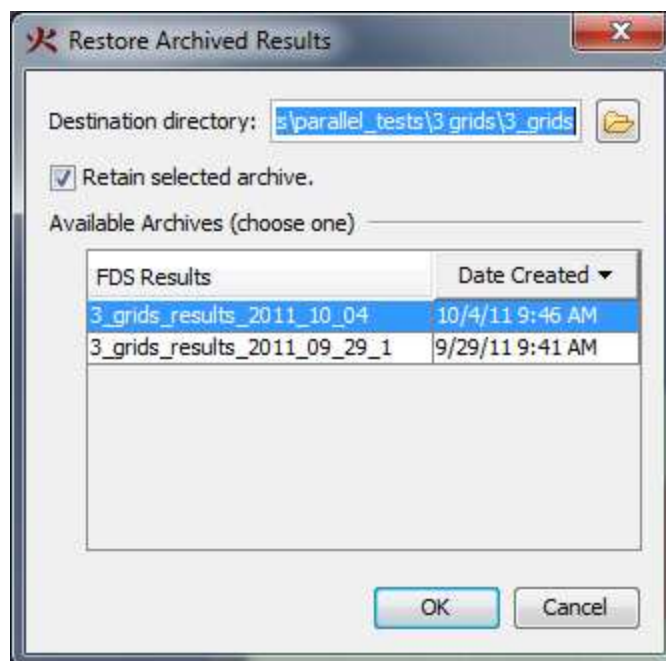 火 Restore Archived Results
Destination directory: s\parallel_tests\3 grids\3_grids
Retain selected archive.
Available Archives (choose one)
FDS Results Date Created
3_grids_results_2011_10_04 10/4/11 9:46 AM
3_grids_results_2011_09_29_1 9/29/11 9:41 AM
OK Cancel